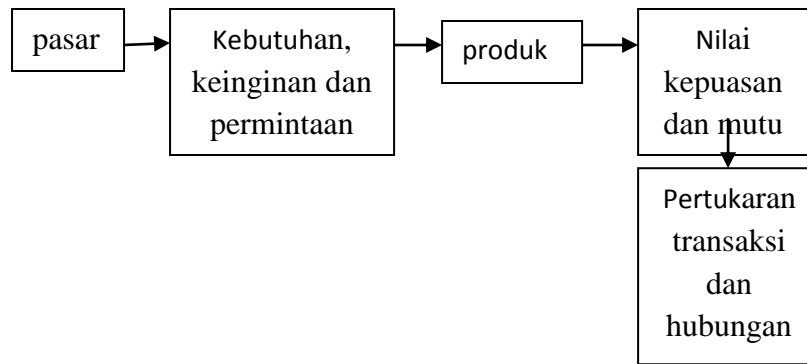 pasar
Kebutuhan,
keinginan dan
permintaan
produk
Nilai
kepuasan
dan mutu
Pertukaran
transaksi
dan
hubungan